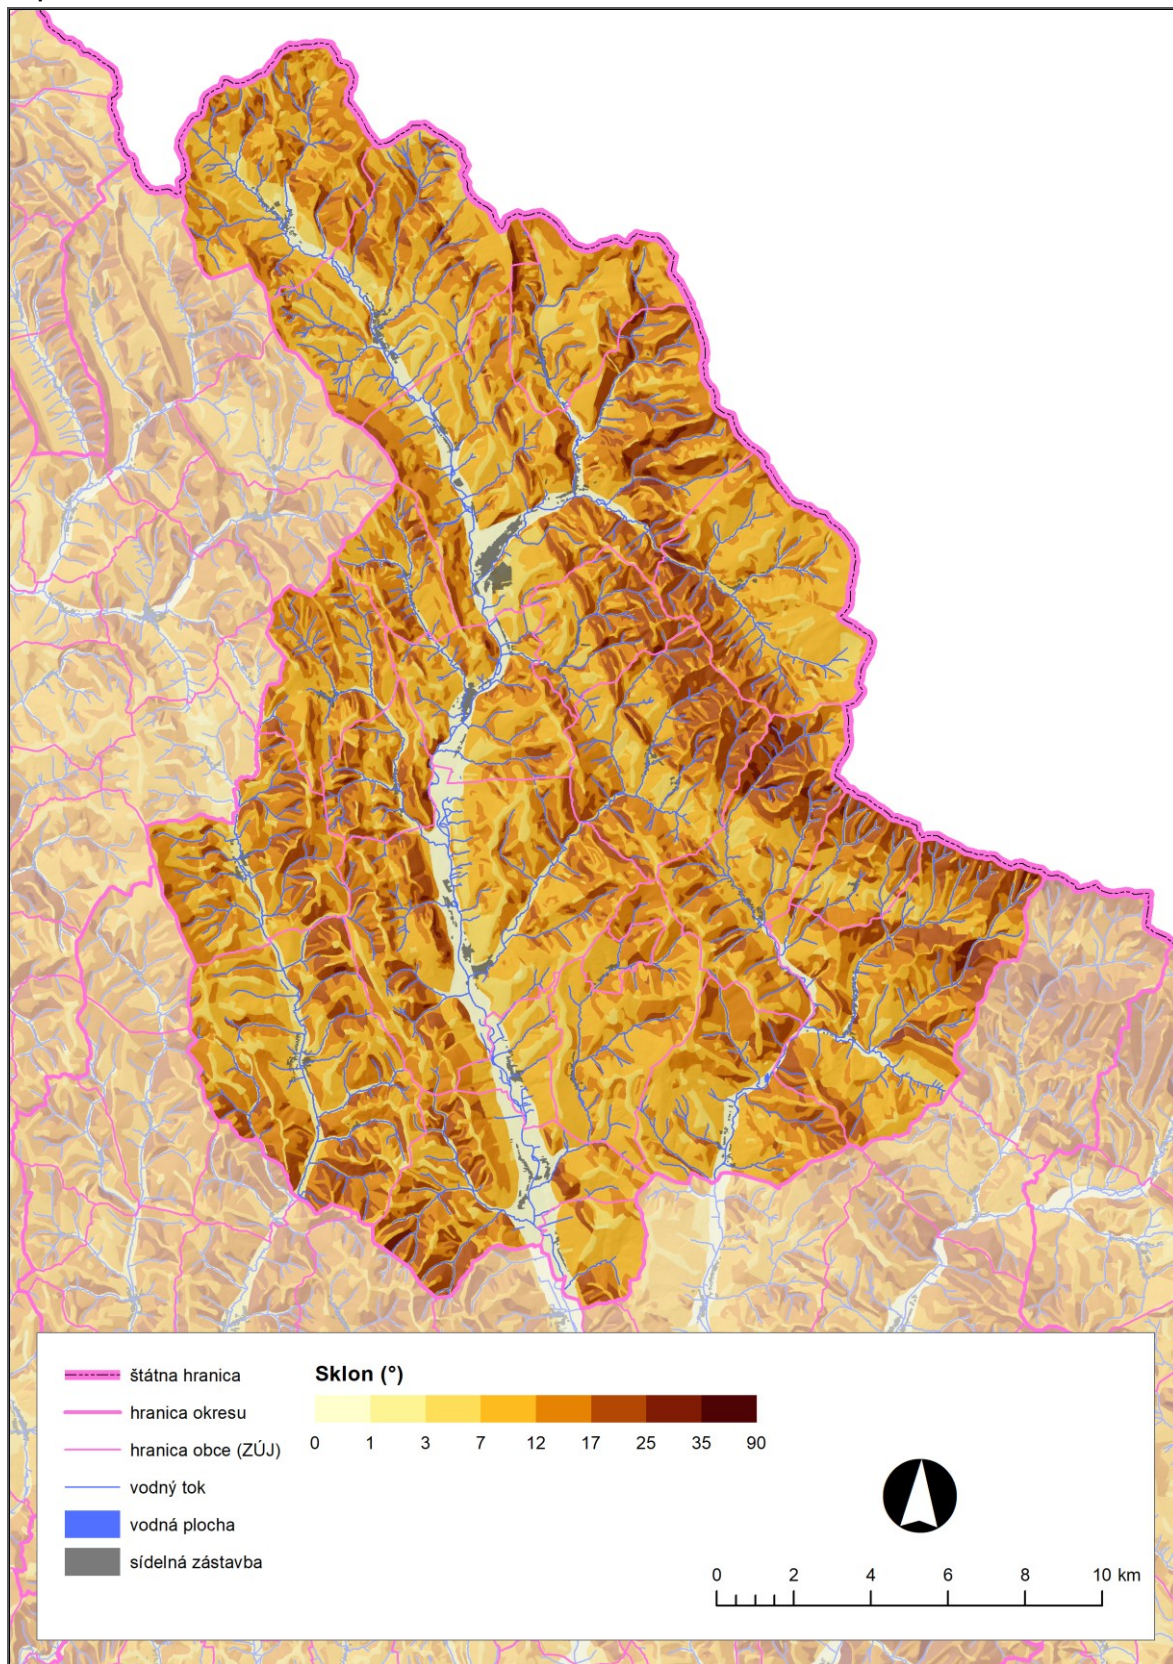 štátna hranica
hranica okresu
hranica obce (ZÚJ)
vodný tok
vodná plocha
sídelná zástavba
Sklon (°)
0 1 3 7 12 17 25 35 90
0 2 4 6 8 10 km